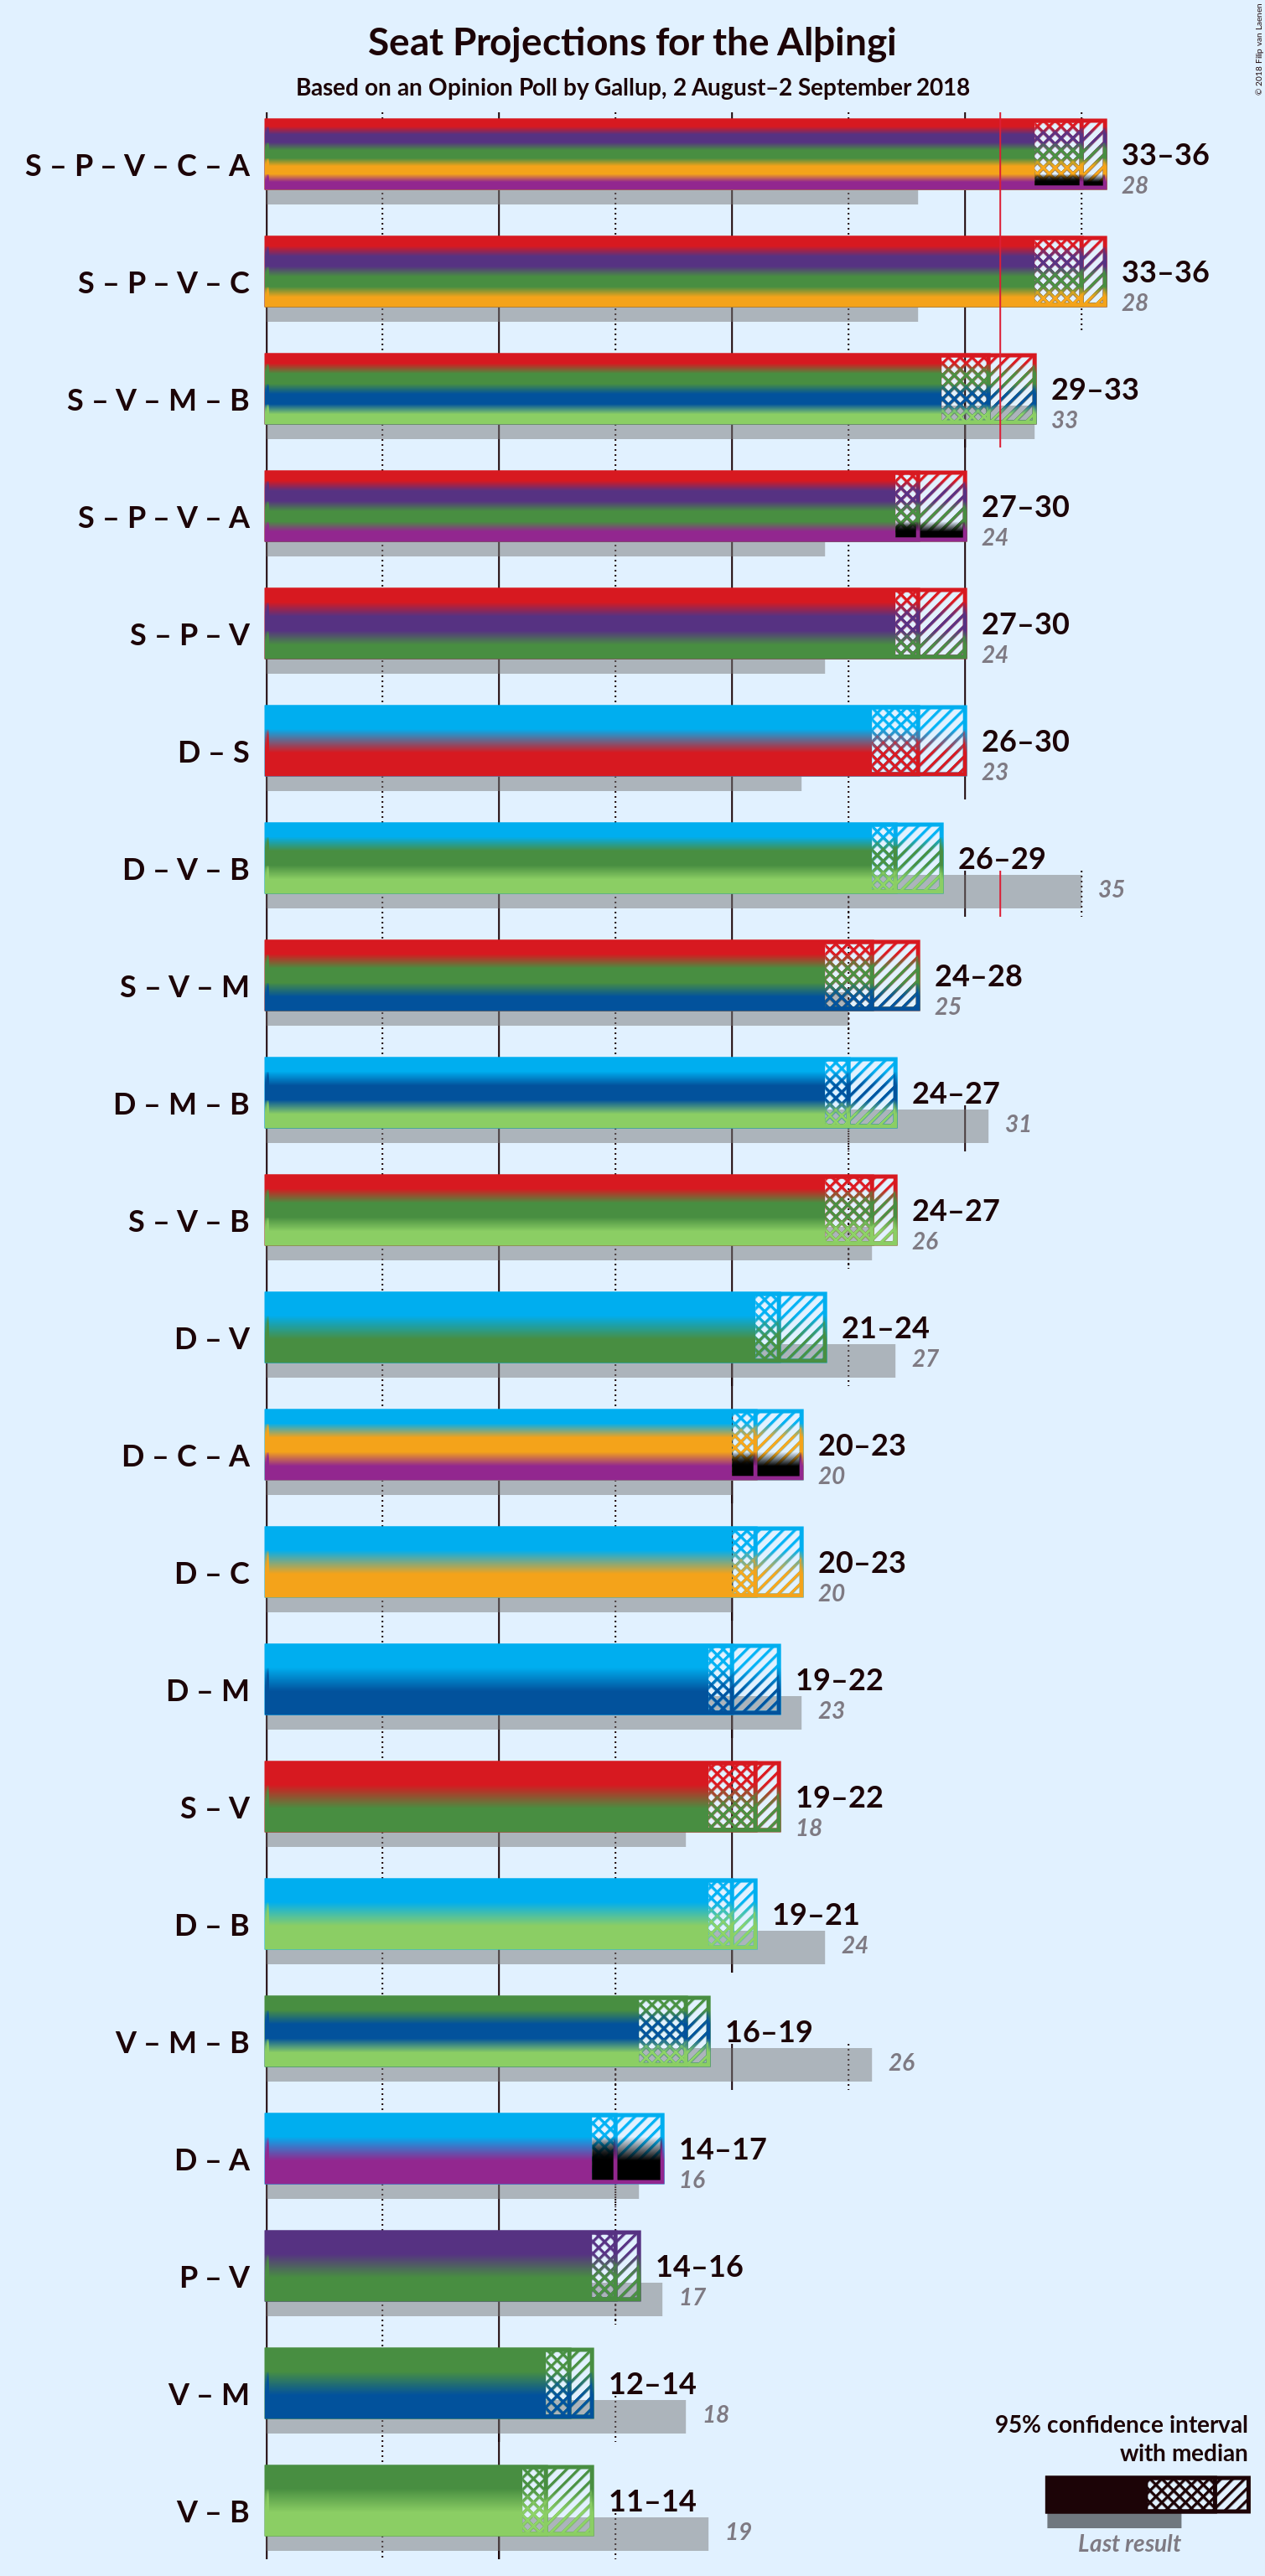 Seat Projections for the Alþingi
Based on an Opinion Poll by Gallup, 2 August–2 September 2018
© 2018 Filip van Laenen
S – P – V – C – A
33–36
28
S – P – V – C
33–36
28
S – V – M – B
29–33
33
S – P – V – A
27–30
24
S – P – V
27–30
24
D – S
26–30
23
D – V – B
26–29
35
S – V – M
24–28
25
D – M – B
24–27
31
S – V – B
24–27
26
D – V
21–24
27
D – C – A
20–23
20
D – C
20–23
20
D – M
19–22
23
S – V
19–22
18
D – B
19–21
24
V – M – B
16–19
26
D – A
14–17
16
P – V
14–16
17
V – M
12–14
18
V – B
11–14
19
95% confidence interval
with median
Last result